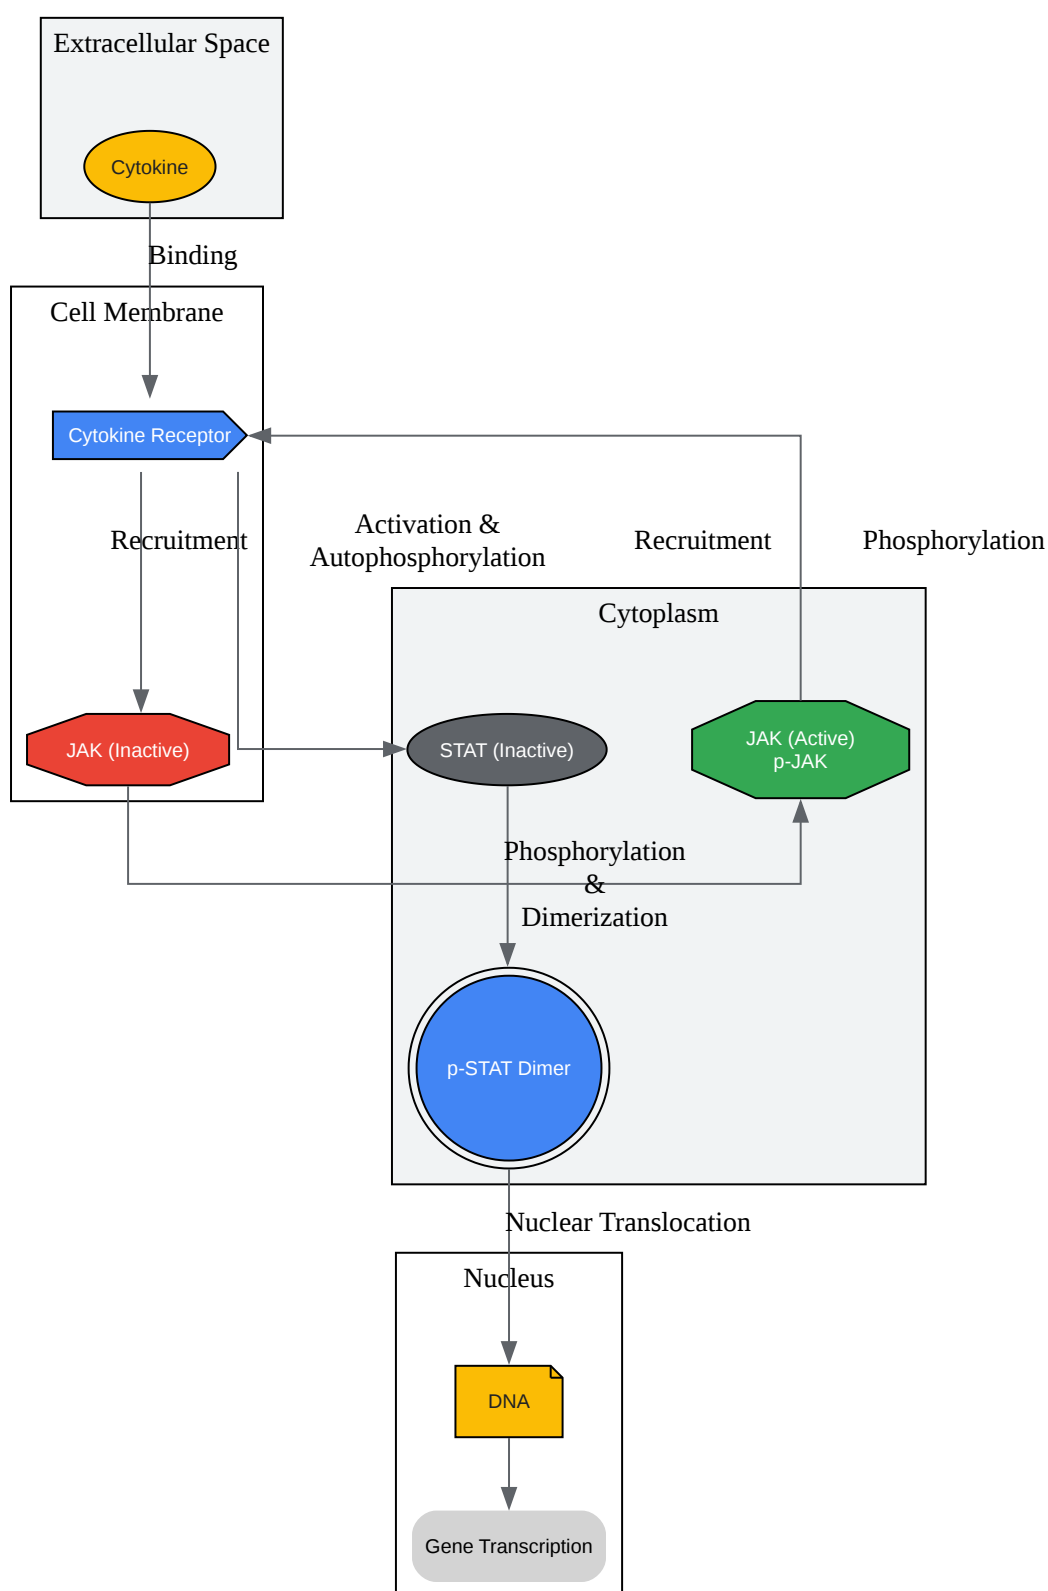 Extracellular Space
Cytokine
Binding
Cell Membrane
Cytokine Receptor
Recruitment
Activation &
Autophosphorylation
Recruitment
Phosphorylation
Cytoplasm
JAK (Inactive)
STAT (Inactive)
JAK (Active)
p-JAK
Phosphorylation
&
Dimerization
p-STAT Dimer
Nuclear Translocation
Nucleus
DNA
Gene Transcription